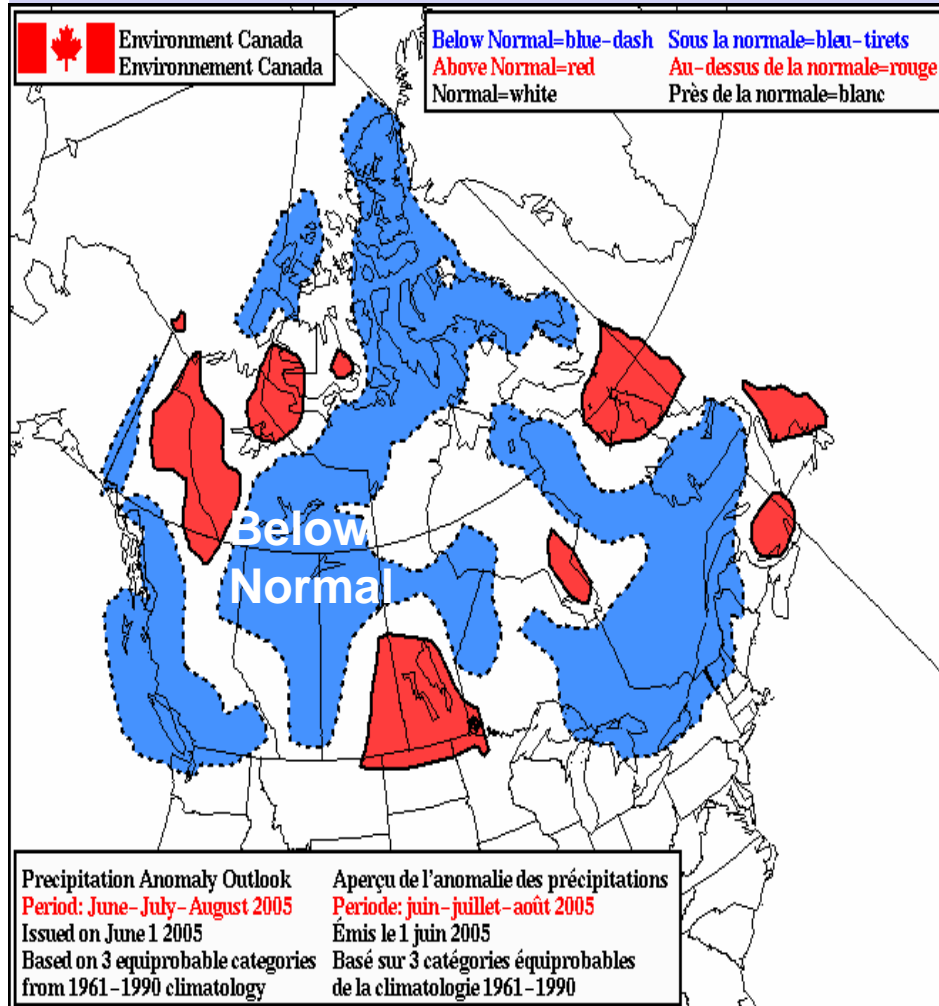 Environment Canada
Environnement Canada
Below Normal=blue-dash Sous la normale=bleu-tirets
Above Normal=red Au-dessus de la normale=rouge
Normal=white Près de la normale=blanc
Below
Normal
Precipitation Anomaly Outlook
Period: June-July-August 2005
Issued on June 1 2005
Based on 3 equiprobable categories
from 1961-1990 climatology
Aperçu de l'anomalie des précipitations
Periode: juin-juillet-août 2005
Émis le 1 juin 2005
Basé sur 3 catégories équiprobables
de la climatologie 1961-1990